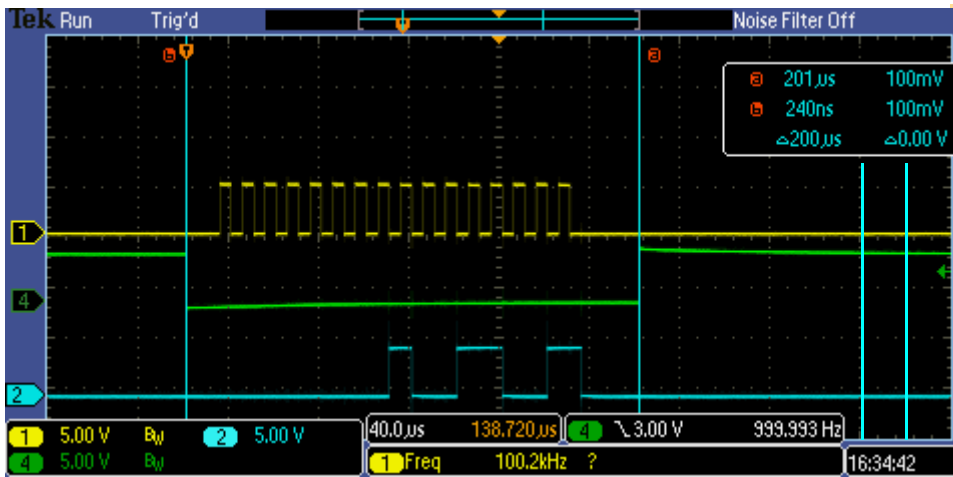 Tek Run Trig'd Noise Filter Off
b T a
a 201µs 100mV
b 240ns 100mV
△200µs △0.00 V
1
4
2
1 5.00 V BW 2 5.00 V
4 5.00 V BW
40.0µs 138.720µs
4 3.00 V 999.993 Hz
1 Freq 100.2kHz ?
16:34:42